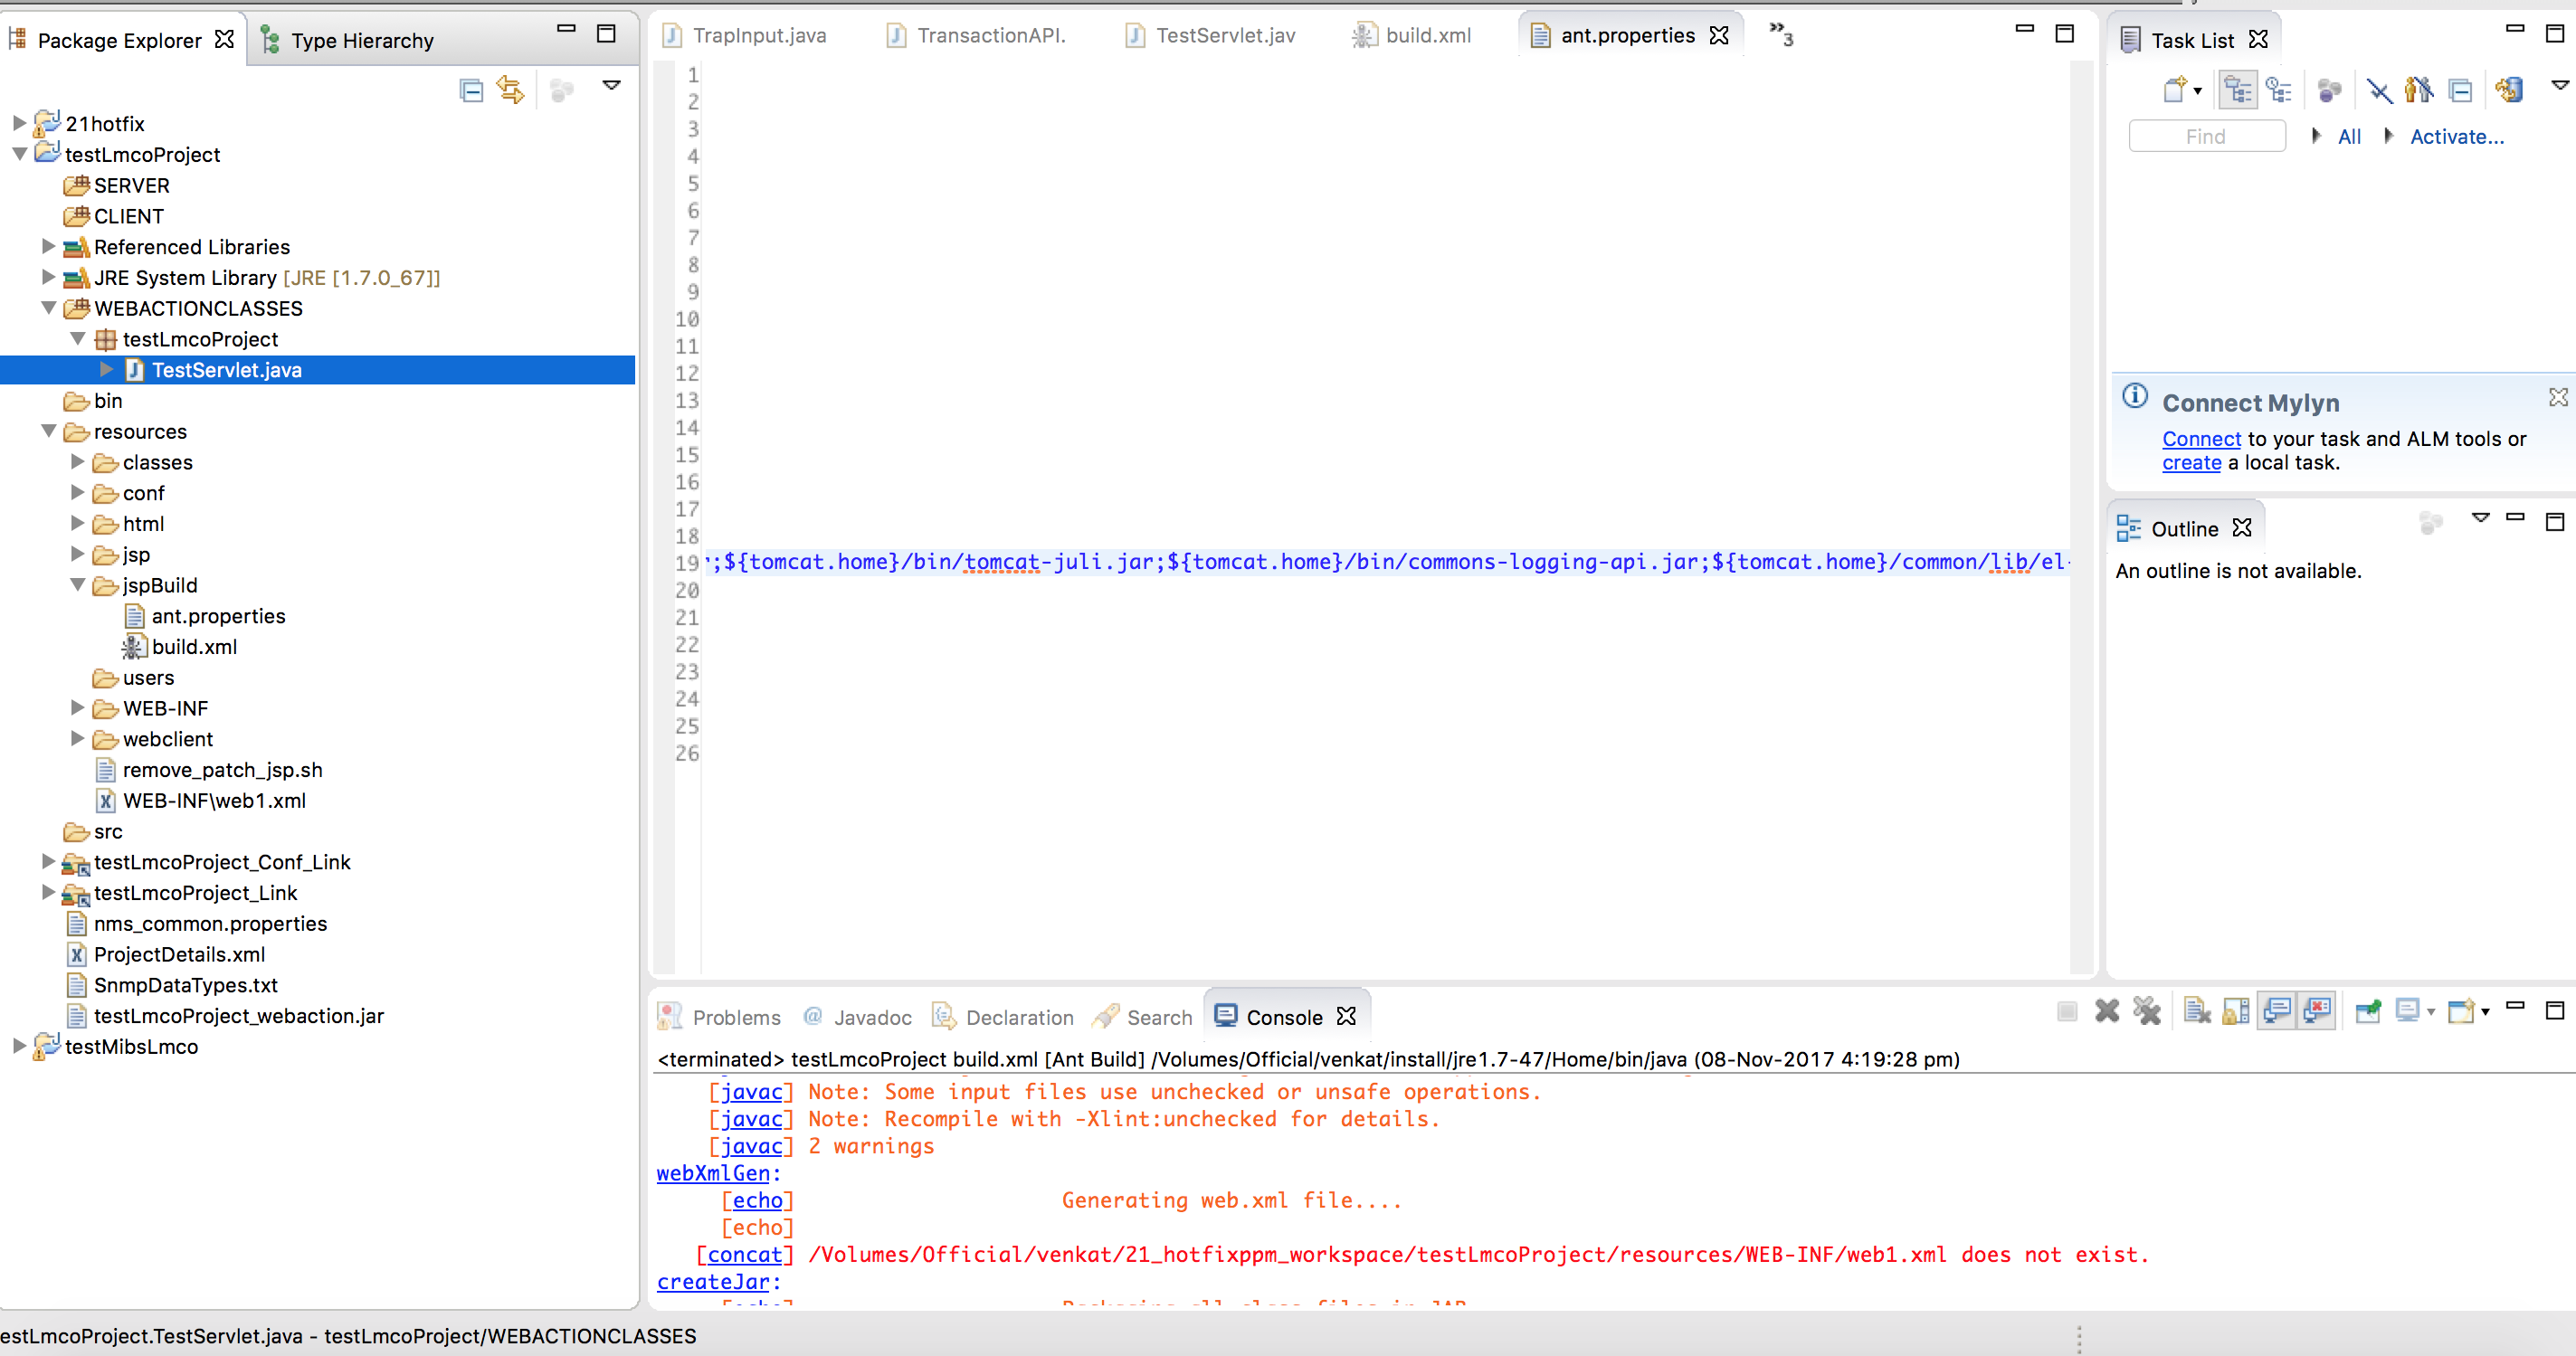 Package Explorer
Type Hierarchy
21hotfix
testLmcoProject
SERVER
CLIENT
Referenced Libraries
JRE System Library [JRE [1.7.0_67]]
WEBACTIONCLASSES
testLmcoProject
TestServlet.java
bin
resources
classes
conf
html
jsp
jspBuild
ant.properties
build.xml
users
WEB-INF
webclient
remove_patch_jsp.sh
WEB-INF\web1.xml
src
testLmcoProject_Conf_Link
testLmcoProject_Link
nms_common.properties
ProjectDetails.xml
SnmpDataTypes.txt
testLmcoProject_webaction.jar
testMibsLmco
TrapInput.java
TransactionAPI.
TestServlet.jav
build.xml
ant.properties
»3
1
2
3
4
5
6
7
8
9
10
11
12
13
14
15
16
17
18
19 ;${tomcat.home}/bin/tomcat-juli.jar;${tomcat.home}/bin/commons-logging-api.jar;${tomcat.home}/common/lib/el-
20
21
22
23
24
25
26
Task List
Find
All
Activate...
Connect Mylyn
Connect to your task and ALM tools or
create a local task.
Outline
An outline is not available.
Problems
@ Javadoc
Declaration
Search
Console
<terminated> testLmcoProject build.xml [Ant Build] /Volumes/Official/venkat/install/jre1.7-47/Home/bin/java (08-Nov-2017 4:19:28 pm)
[javac] Note: Some input files use unchecked or unsafe operations.
[javac] Note: Recompile with -Xlint:unchecked for details.
[javac] 2 warnings
webXmlGen:
[echo] Generating web.xml file....
[echo]
[concat] /Volumes/Official/venkat/21_hotfixppm_workspace/testLmcoProject/resources/WEB-INF/web1.xml does not exist.
createJar:
estLmcoProject.TestServlet.java - testLmcoProject/WEBACTIONCLASSES